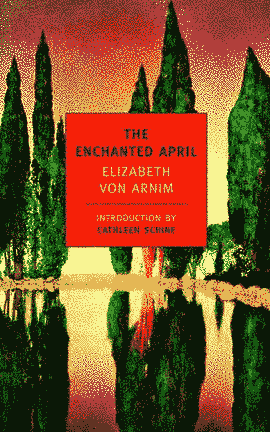 THE
ENCHANTED APRIL
ELIZABETH
VON ARNIM
INTRODUCTION BY
CATHLEEN SCHINE